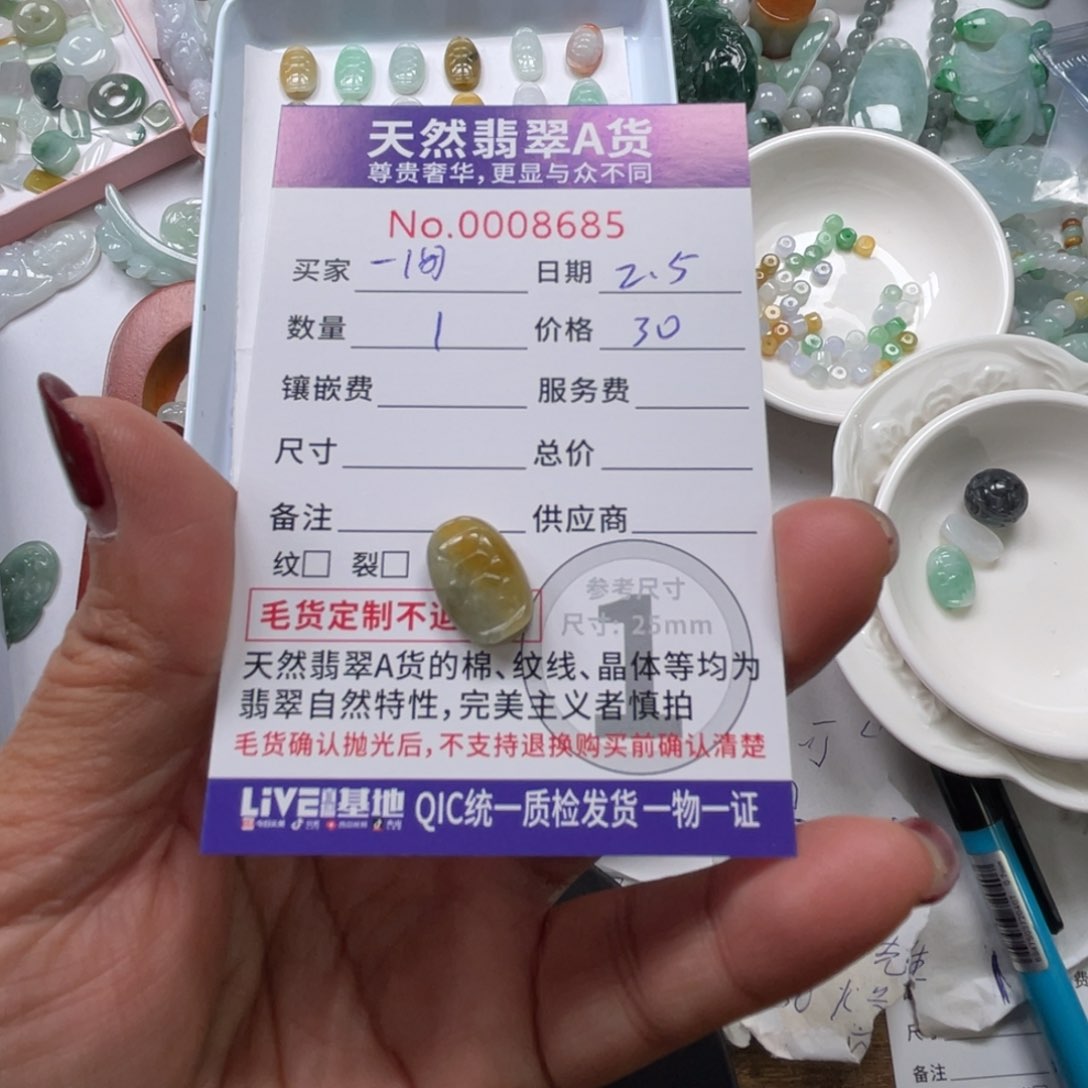 天然翡翠A货
尊贵奢华,更显与众不同
No.0008685
买家 日期 2.5
数量 1 价格 30
镶嵌费 服务费
尺寸 总价
备注 供应商
纹□ 裂□
参考尺寸
尺寸: 25mm
1
毛货定制不
天然翡翠A货的棉、纹线、晶体等均为
翡翠自然特性,完美主义者慎拍
毛货确认抛光后,不支持退换购买前确认清楚
LiVE直播基地 QIC统一质检发货 一物一证
费
尺寸
备注